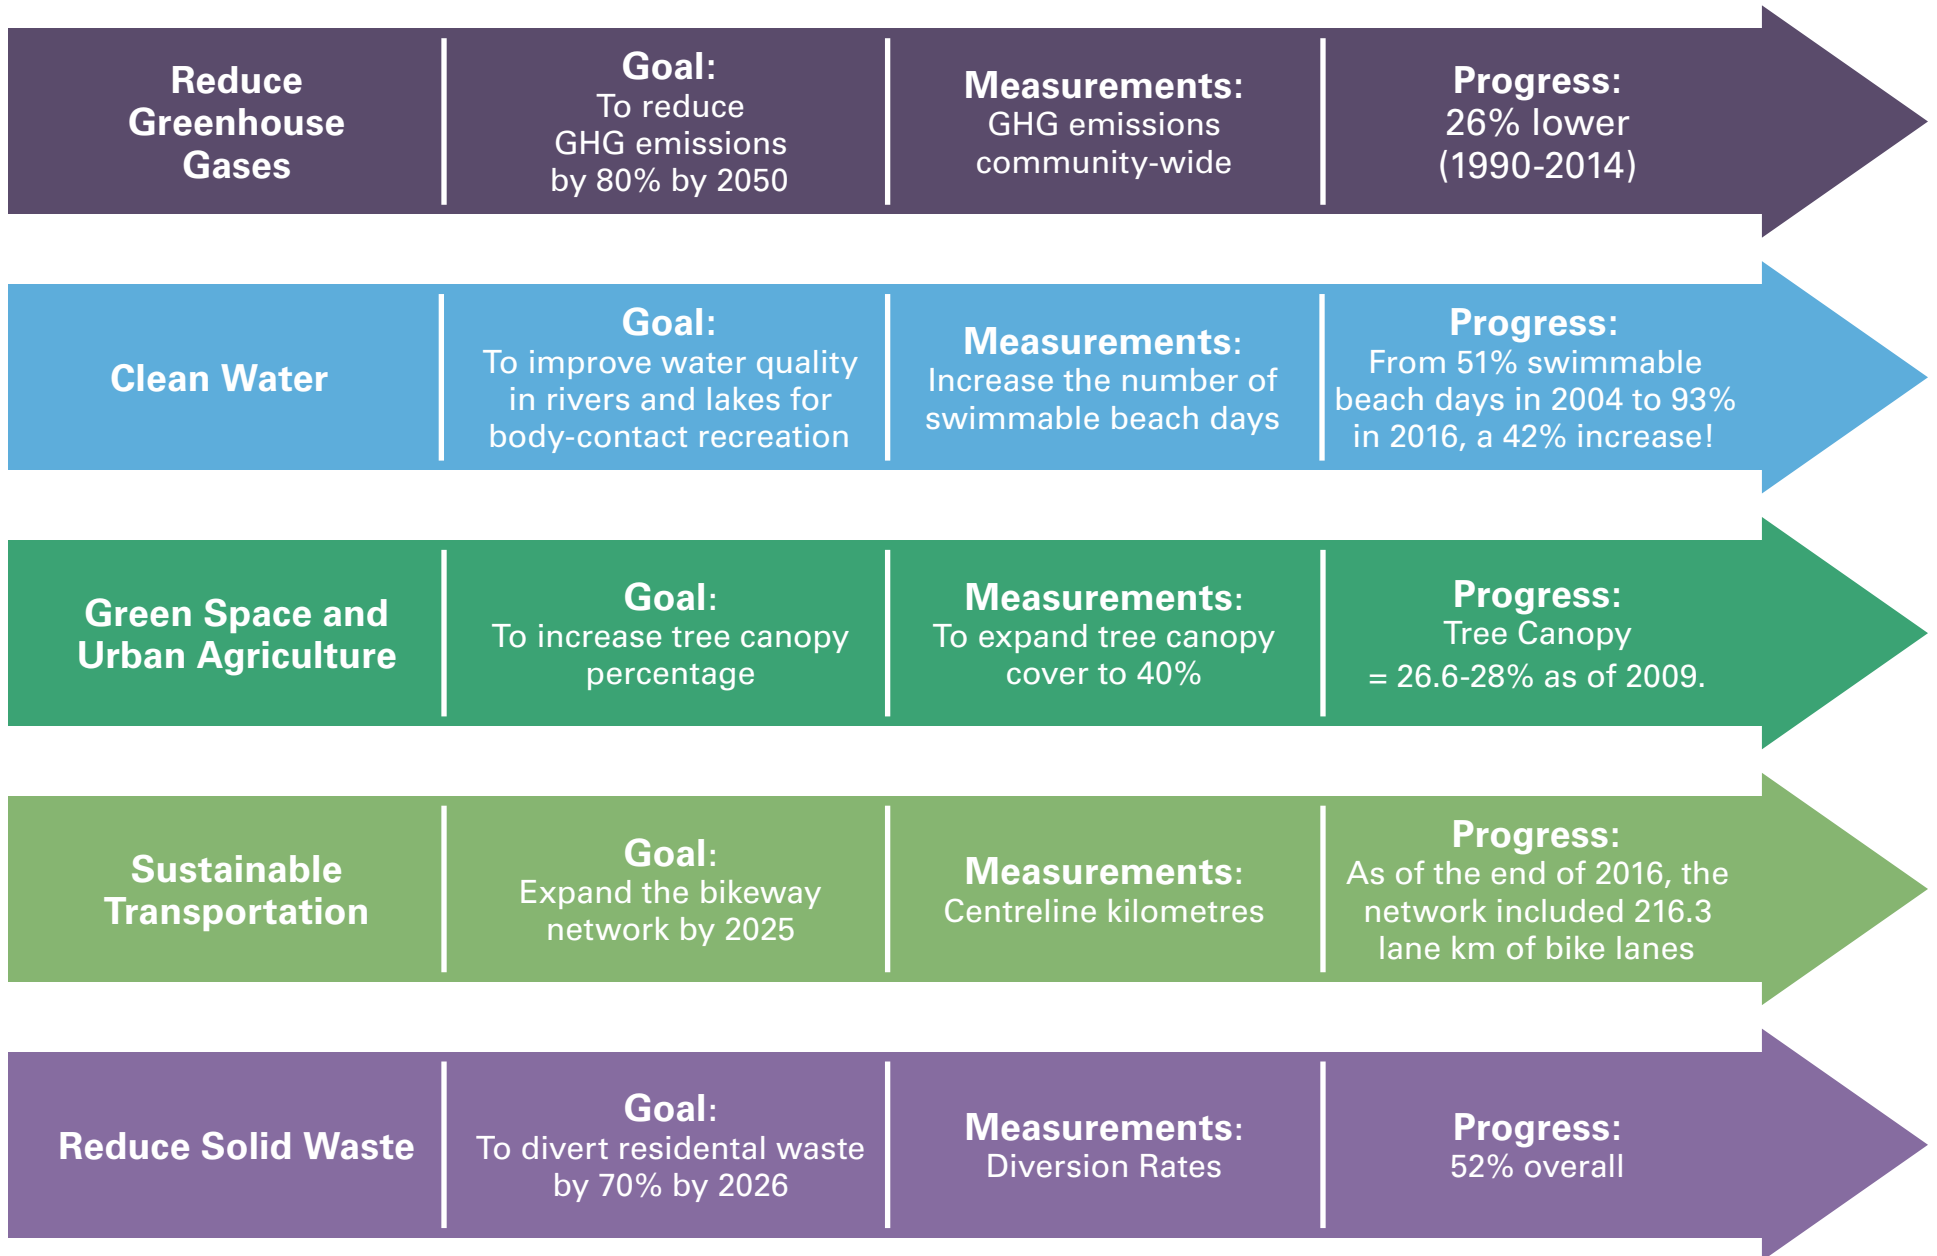 Reduce
Greenhouse
Gases
Goal:
To reduce
GHG emissions
by 80% by 2050
Measurements:
GHG emissions
community-wide
Progress:
26% lower
(1990-2014)
Clean Water
Goal:
To improve water quality
in rivers and lakes for
body-contact recreation
Measurements:
Increase the number of
swimmable beach days
Progress:
From 51% swimmable
beach days in 2004 to 93%
in 2016, a 42% increase!
Green Space and
Urban Agriculture
Goal:
To increase tree canopy
percentage
Measurements:
To expand tree canopy
cover to 40%
Progress:
Tree Canopy
= 26.6-28% as of 2009.
Sustainable
Transportation
Goal:
Expand the bikeway
network by 2025
Measurements:
Centreline kilometres
Progress:
As of the end of 2016, the
network included 216.3
lane km of bike lanes
Reduce Solid Waste
Goal:
To divert residental waste
by 70% by 2026
Measurements:
Diversion Rates
Progress:
52% overall